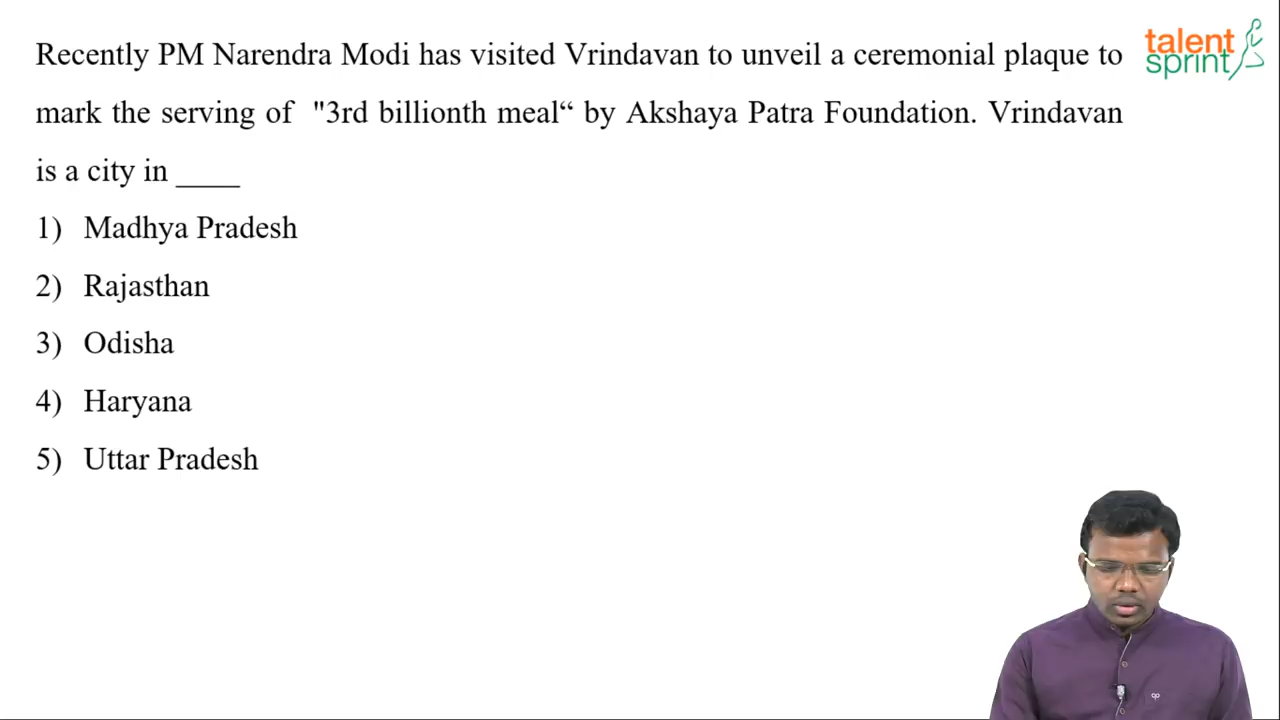 Recently PM Narendra Modi has visited Vrindavan to unveil a ceremonial plaque to
mark the serving of "3rd billionth meal“ by Akshaya Patra Foundation. Vrindavan
is a city in ____
1) Madhya Pradesh
2) Rajasthan
3) Odisha
4) Haryana
5) Uttar Pradesh
talent
sprint